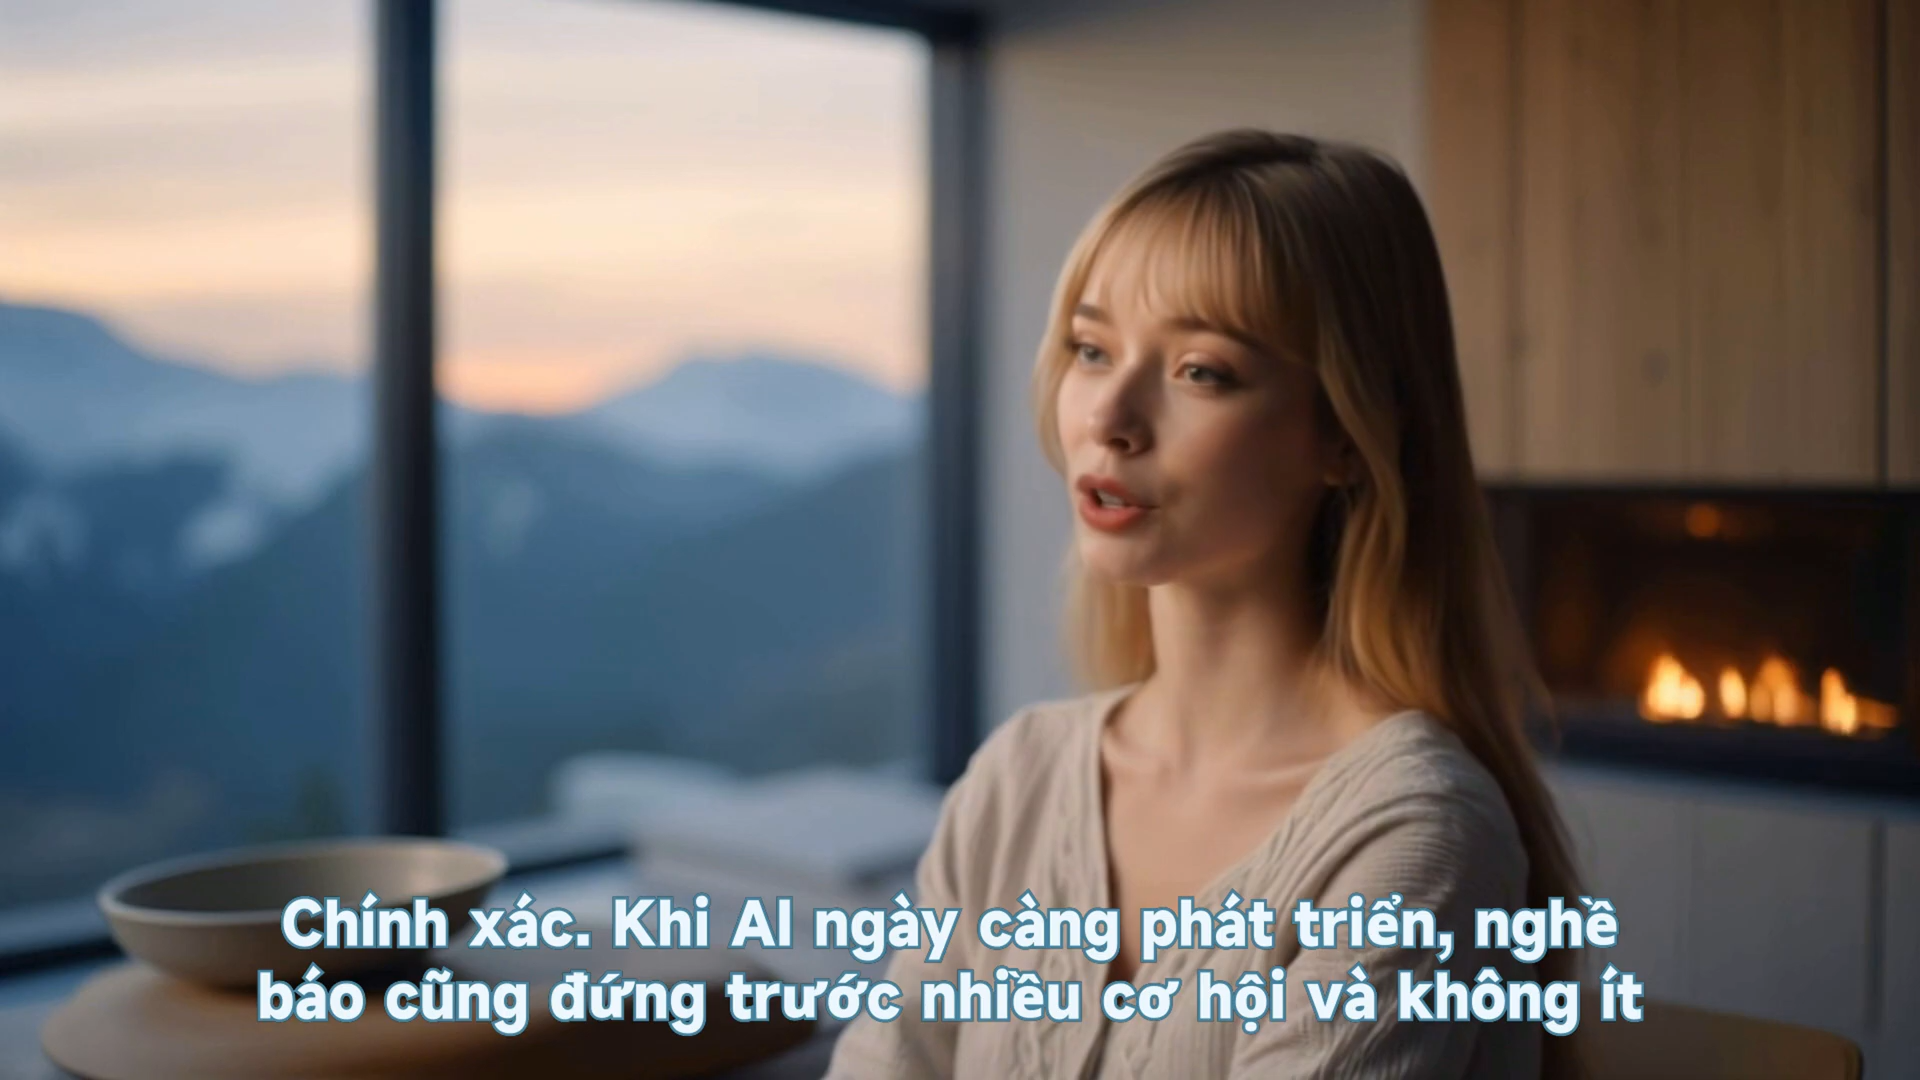 Chính xác. Khi AI ngày càng phát triển, nghề
báo cũng đứng trước nhiều cơ hội và không ít